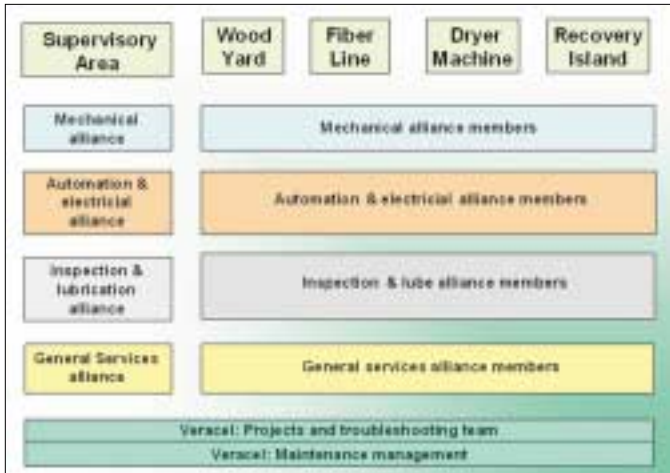 Supervisory
Area
Wood
Yard
Fiber
Line
Dryer
Machine
Recovery
Island
Mechanical
alliance
Mechanical alliance members
Automation &
electricial
alliance
Automation & electricial alliance members
Inspection &
lubrication
alliance
Inspection & lube alliance members
General Services
alliance
General services alliance members
Veracel: Projects and troubleshooting team
Veracel: Maintenance management